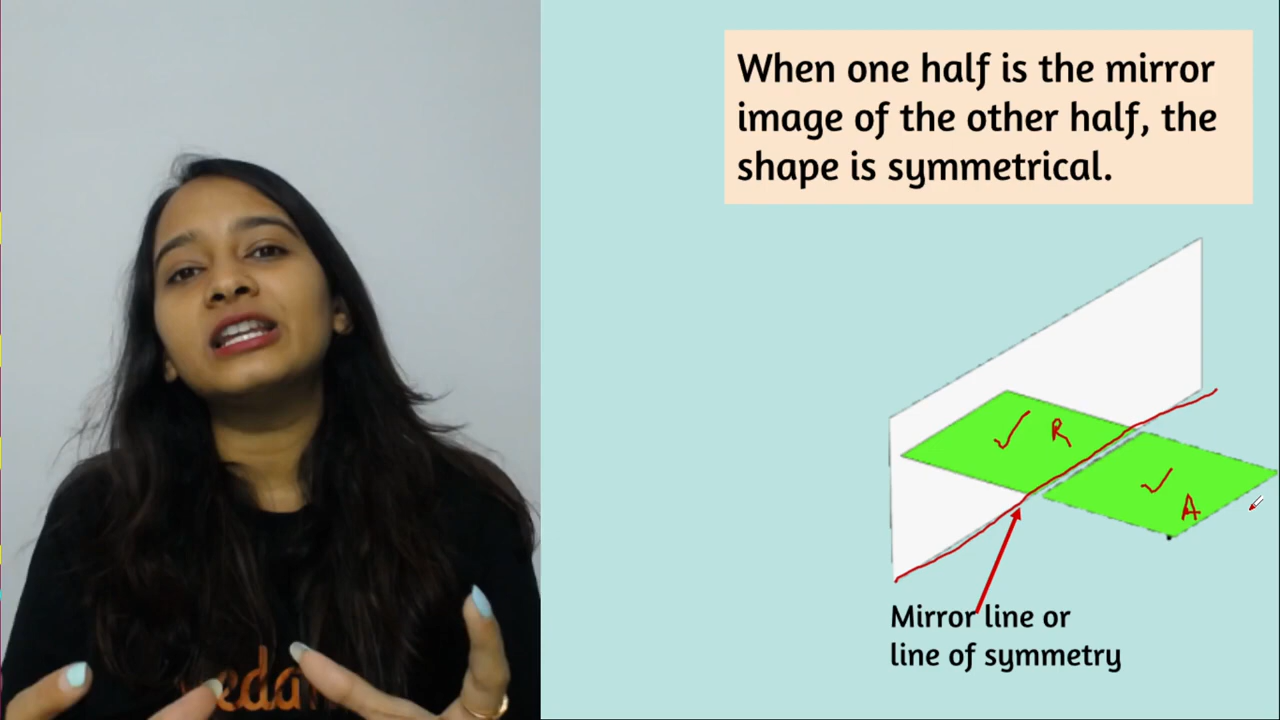 When one half is the mirror
image of the other half, the
shape is symmetrical.
R
A
Mirror line or
line of symmetry